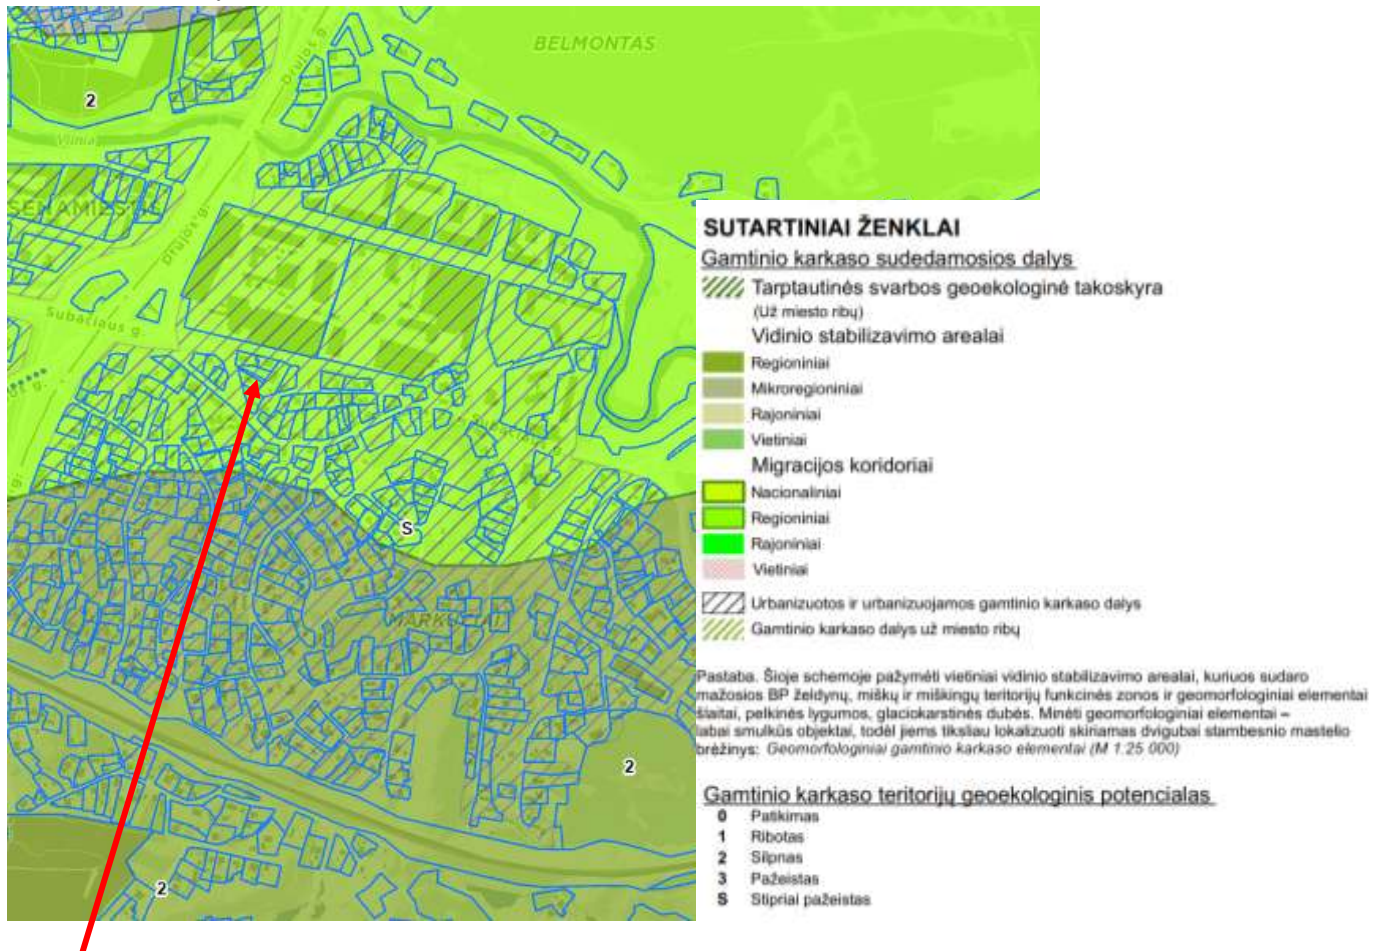 BELMONTAS
Drujos g.
2
Vilnia
SENAMIESTIS
Drujos g.
Subačiaus g.
S
MARKUČIAI
2
2
SUTARTINIAI ŽENKLAI
Gamtinio karkaso sudedamosios dalys
Tarptautinės svarbos geoekologinė takoskyra
(Už miesto ribų)
Vidinio stabilizavimo arealai
Regioniniai
Mikroregioniniai
Rajoniniai
Vietiniai
Migracijos koridoriai
Nacionaliniai
Regioniniai
Rajoniniai
Vietiniai
Urbanizuotos ir urbanizuojamos gamtinio karkaso dalys
Gamtinio karkaso dalys už miesto ribų
Pastaba. Šioje schemoje pažymėti vietiniai vidinio stabilizavimo arealai, kuriuos sudaro
mažosios BP želdynų, miškų ir miškingų teritorijų funkcinės zonos ir geomorfologiniai elementai
šlaitai, pelkinės lygumos, glaciokarstinės dubės. Minėti geomorfologiniai elementai –
labai smulkūs objektai, todėl jiems tiksliau lokalizuoti skiriamas dvigubai stambesnio mastelio
brėžinys: Geomorfologiniai gamtinio karkaso elementai (M 1:25 000)
Gamtinio karkaso teritorijų geoekologinis potencialas
0 Patikimas
1 Ribotas
2 Silpnas
3 Pažeistas
S Stipriai pažeistas